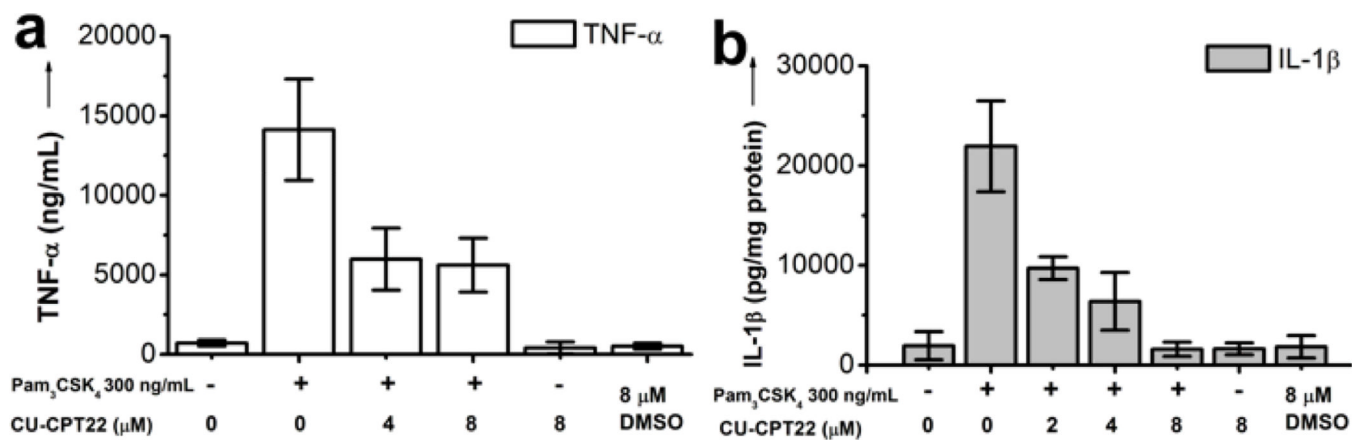 a
TNF-α
20000
15000
10000
5000
0
TNF-α (ng/mL)
Pam₃CSK₄ 300 ng/mL - + + + - 8 μM
CU-CPT22 (μM) 0 0 4 8 8 DMSO
b
IL-1β
30000
20000
10000
0
IL-1β (pg/mg protein)
Pam₃CSK₄ 300 ng/mL - + + + + - 8 μM
CU-CPT22 (μM) 0 0 2 4 8 8 DMSO